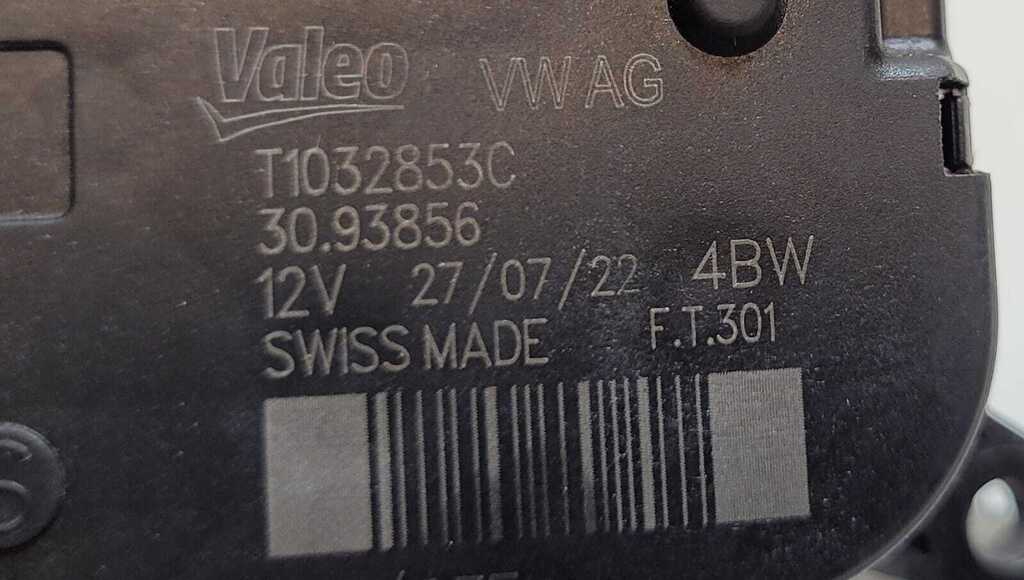 Valeo VW AG
T1032853C
30.93856
12V 27/07/22 4BW
SWISS MADE F.T.301